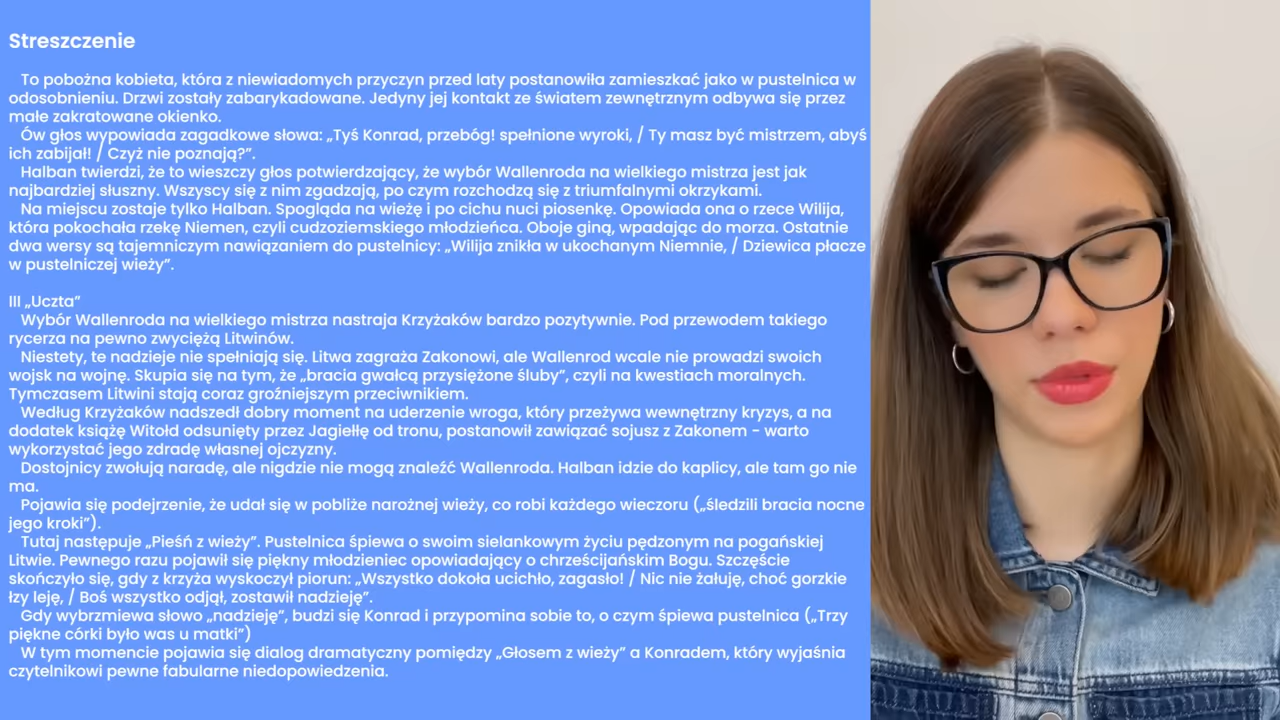 Streszczenie
To pobożna kobieta, która z niewiadomych przyczyn przed laty postanowiła zamieszkać jako w pustelnica w
odosobnieniu. Drzwi zostały zabarykadowane. Jedyny jej kontakt ze światem zewnętrznym odbywa się przez
małe zakratowane okienko.
Ów głos wypowiada zagadkowe słowa: „Tyś Konrad, przebóg! spełnione wyroki, / Ty masz być mistrzem, abyś
ich zabijał! / Czyż nie poznają?”.
Halban twierdzi, że to wieszczy głos potwierdzający, że wybór Wallenroda na wielkiego mistrza jest jak
najbardziej słuszny. Wszyscy się z nim zgadzają, po czym rozchodzą się z triumfalnymi okrzykami.
Na miejscu zostaje tylko Halban. Spogląda na wieżę i po cichu nuci piosenkę. Opowiada ona o rzece Wilija,
która pokochała rzekę Niemen, czyli cudzoziemskiego młodzieńca. Oboje giną, wpadając do morza. Ostatnie
dwa wersy są tajemniczym nawiązaniem do pustelnicy: „Wilija znikła w ukochanym Niemnie, / Dziewica płacze
w pustelniczej wieży”.
III „Uczta”
Wybór Wallenroda na wielkiego mistrza nastraja Krzyżaków bardzo pozytywnie. Pod przewodem takiego
rycerza na pewno zwyciężą Litwinów.
Niestety, te nadzieje nie spełniają się. Litwa zagraża Zakonowi, ale Wallenrod wcale nie prowadzi swoich
wojsk na wojnę. Skupia się na tym, że „bracia gwałcą przysiężone śluby”, czyli na kwestiach moralnych.
Tymczasem Litwini stają coraz groźniejszym przeciwnikiem.
Według Krzyżaków nadszedł dobry moment na uderzenie wroga, który przeżywa wewnętrzny kryzys, a na
dodatek książę Witołd odsunięty przez Jagiełłę od tronu, postanowił zawiązać sojusz z Zakonem – warto
wykorzystać jego zdradę własnej ojczyzny.
Dostojnicy zwołują naradę, ale nigdzie nie mogą znaleźć Wallenroda. Halban idzie do kaplicy, ale tam go nie
ma.
Pojawia się podejrzenie, że udał się w pobliże narożnej wieży, co robi każdego wieczoru („śledzili bracia nocne
jego kroki”).
Tutaj następuje „Pieśń z wieży”. Pustelnica śpiewa o swoim sielankowym życiu pędzonym na pogańskiej
Litwie. Pewnego razu pojawił się piękny młodzieniec opowiadający o chrześcijańskim Bogu. Szczęście
skończyło się, gdy z krzyża wyskoczył piorun: „Wszystko dokoła ucichło, zagasło! / Nic nie żałuję, choć gorzkie
łzy leję, / Boś wszystko odjął, zostawił nadzieję”.
Gdy wybrzmiewa słowo „nadzieję”, budzi się Konrad i przypomina sobie to, o czym śpiewa pustelnica („Trzy
piękne córki było was u matki”)
W tym momencie pojawia się dialog dramatyczny pomiędzy „Głosem z wieży” a Konradem, który wyjaśnia
czytelnikowi pewne fabularne niedopowiedzenia.